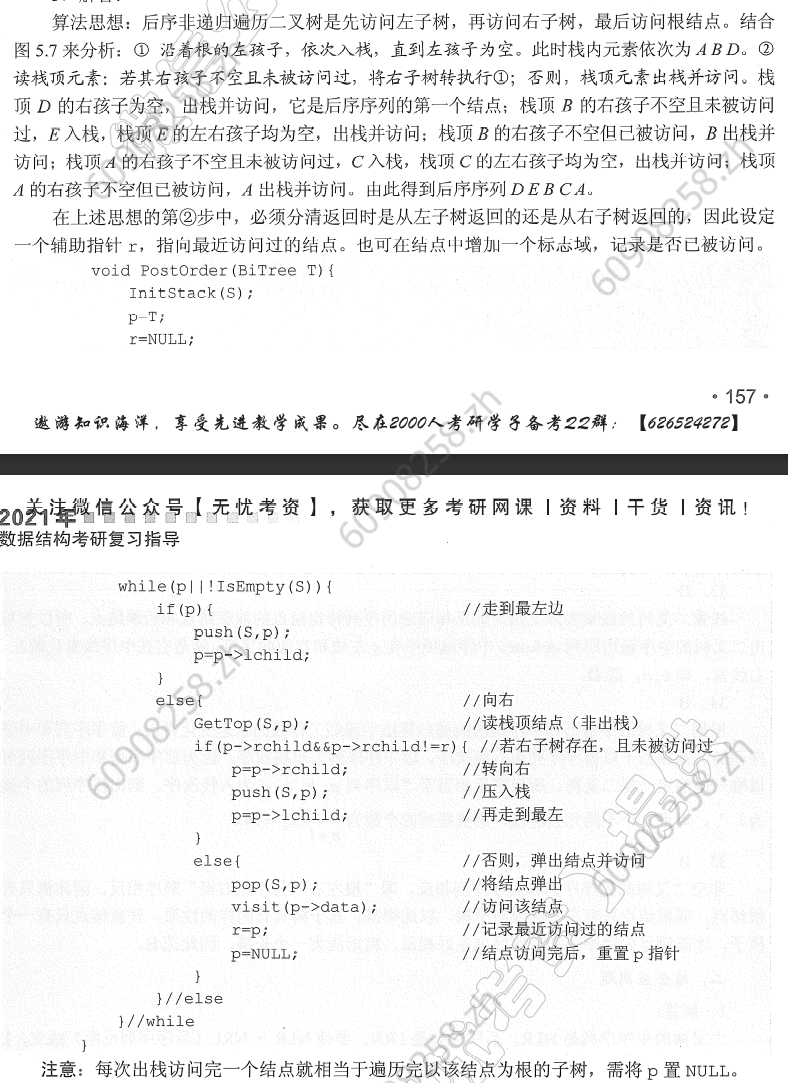 算法思想：后序非递归遍历二叉树是先访问左子树，再访问右子树，最后访问根结点。结合
图 5.7 来分析：① 沿着根的左孩子，依次入栈，直到左孩子为空。此时栈内元素依次为 A B D。②
读栈顶元素：若其右孩子不空且未被访问过，将右子树转执行①；否则，栈顶元素出栈并访问。栈
顶 D 的右孩子为空，出栈并访问，它是后序序列的第一个结点；栈顶 B 的右孩子不空且未被访问
过，E 入栈，栈顶 E 的左右孩子均为空，出栈并访问；栈顶 B 的右孩子不空但已被访问，B 出栈并
访问；栈顶 A 的右孩子不空且未被访问过，C 入栈，栈顶 C 的左右孩子均为空，出栈并访问；栈顶
A 的右孩子不空但已被访问，A 出栈并访问。由此得到后序序列 D E B C A。
在上述思想的第②步中，必须分清返回时是从左子树返回的还是从右子树返回的，因此设定
一个辅助指针 r，指向最近访问过的结点。也可在结点中增加一个标志域，记录是否已被访问。
void PostOrder(BiTree T){
InitStack(S);
p=T;
r=NULL;
· 157 ·
遨游知识海洋，享受先进教学成果。尽在2000人考研学子备考22群：【626524272】
关注微信公众号【无忧考资】，获取更多考研网课丨资料丨干货丨资讯！
2021年
数据结构考研复习指导
while(p||!IsEmpty(S)){
if(p){ //走到最左边
push(S,p);
p=p->lchild;
}
else{ //向右
GetTop(S,p); //读栈顶结点（非出栈）
if(p->rchild&&p->rchild!=r){ //若右子树存在，且未被访问过
p=p->rchild; //转向右
push(S,p); //压入栈
p=p->lchild; //再走到最左
}
else{ //否则，弹出结点并访问
pop(S,p); //将结点弹出
visit(p->data); //访问该结点
r=p; //记录最近访问过的结点
p=NULL; //结点访问完后，重置 p 指针
}
}//else
}//while
}
注意：每次出栈访问完一个结点就相当于遍历完以该结点为根的子树，需将 p 置 NULL。
60908258.zh
60908258.zh
60908258.zh
60908258.zh
60908258.zh